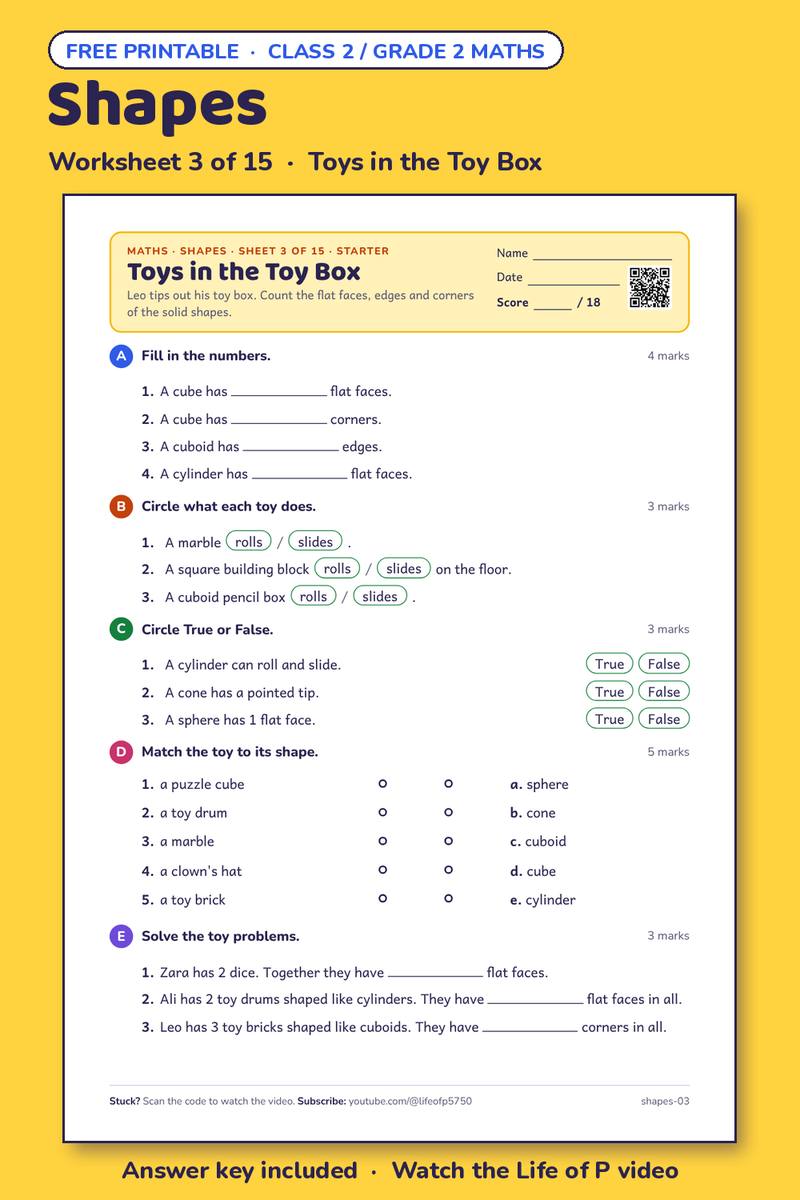 FREE PRINTABLE · CLASS 2 / GRADE 2 MATHS
Shapes
Worksheet 3 of 15 · Toys in the Toy Box
MATHS · SHAPES · SHEET 3 OF 15 · STARTER
Toys in the Toy Box
Leo tips out his toy box. Count the flat faces, edges and corners
of the solid shapes.
Name ____________
Date ____________
Score ______ / 18
A Fill in the numbers. 4 marks
1. A cube has ____________ flat faces.
2. A cube has ____________ corners.
3. A cuboid has ____________ edges.
4. A cylinder has ____________ flat faces.
B Circle what each toy does. 3 marks
1. A marble rolls / slides .
2. A square building block rolls / slides on the floor.
3. A cuboid pencil box rolls / slides .
C Circle True or False. 3 marks
1. A cylinder can roll and slide. True False
2. A cone has a pointed tip. True False
3. A sphere has 1 flat face. True False
D Match the toy to its shape. 5 marks
1. a puzzle cube a. sphere
2. a toy drum b. cone
3. a marble c. cuboid
4. a clown's hat d. cube
5. a toy brick e. cylinder
E Solve the toy problems. 3 marks
1. Zara has 2 dice. Together they have ____________ flat faces.
2. Ali has 2 toy drums shaped like cylinders. They have ____________ flat faces in all.
3. Leo has 3 toy bricks shaped like cuboids. They have ____________ corners in all.
Stuck? Scan the code to watch the video. Subscribe: youtube.com/@lifeofp5750 shapes-03
Answer key included · Watch the Life of P video